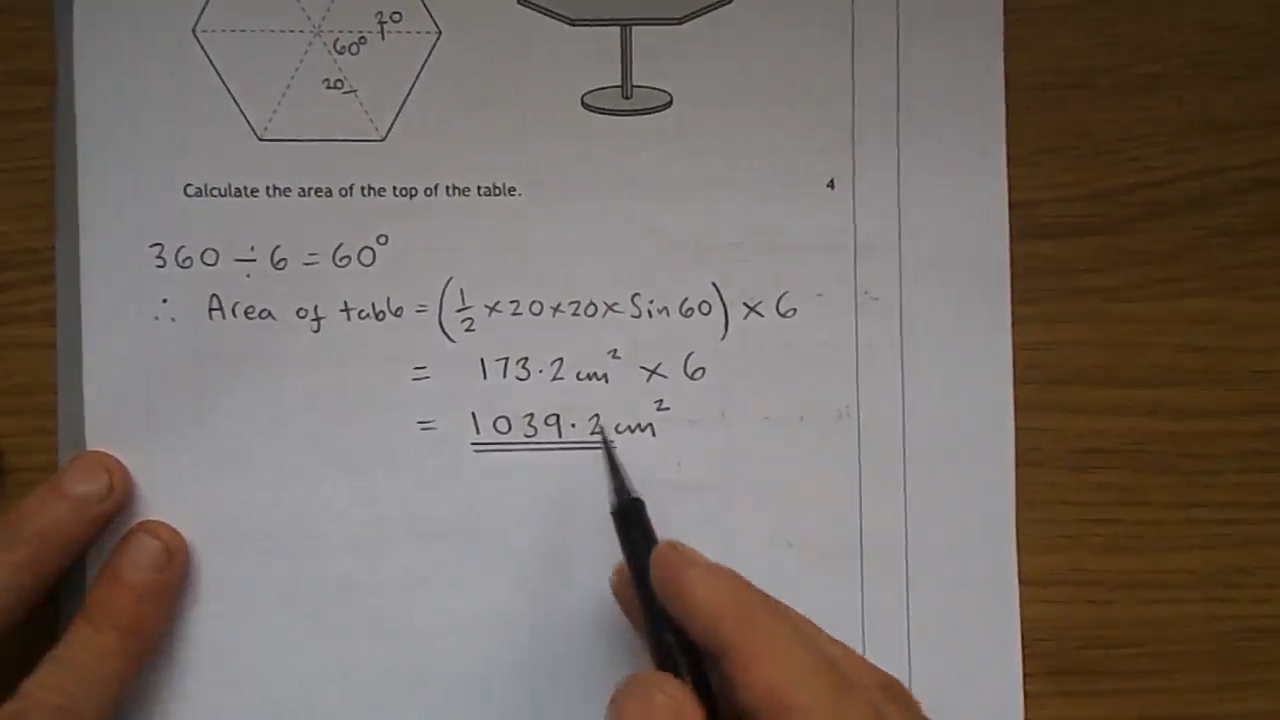 20
60°
20
Calculate the area of the top of the table. 4
360 ÷ 6 = 60°
∴ Area of table = (1/2 × 20 × 20 × Sin 60) × 6
= 173.2 cm² × 6
= 1039.2 cm²